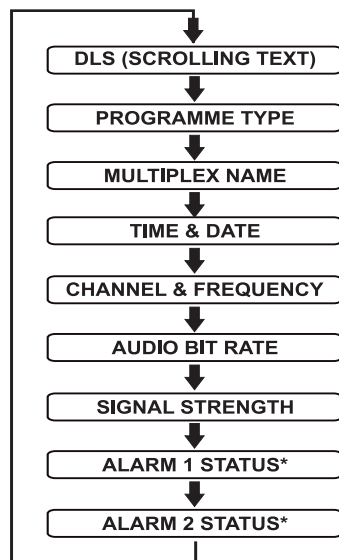 DLS (SCROLLING TEXT)
PROGRAMME TYPE
MULTIPLEX NAME
TIME & DATE
CHANNEL & FREQUENCY
AUDIO BIT RATE
SIGNAL STRENGTH
ALARM 1 STATUS*
ALARM 2 STATUS*